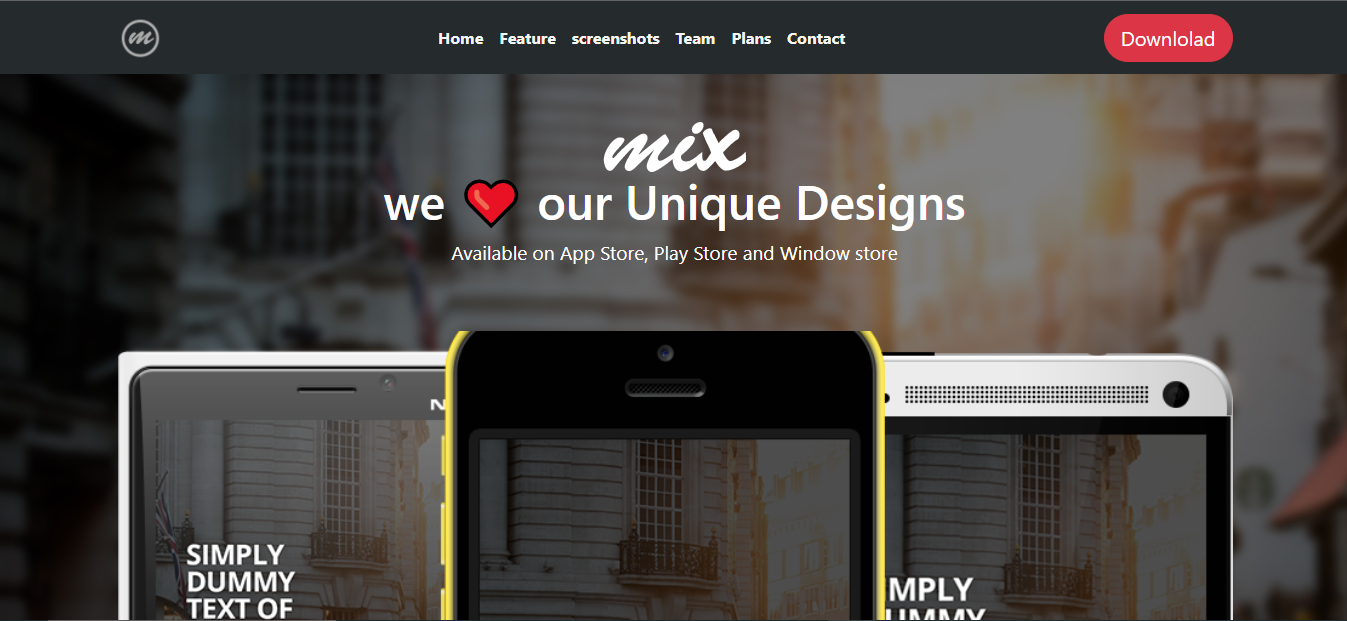 m
Home Feature screenshots Team Plans Contact
Downlolad
mix
we ❤ our Unique Designs
Available on App Store, Play Store and Window store
N
SIMPLY
DUMMY
TEXT OF
IMPLY
UMMY